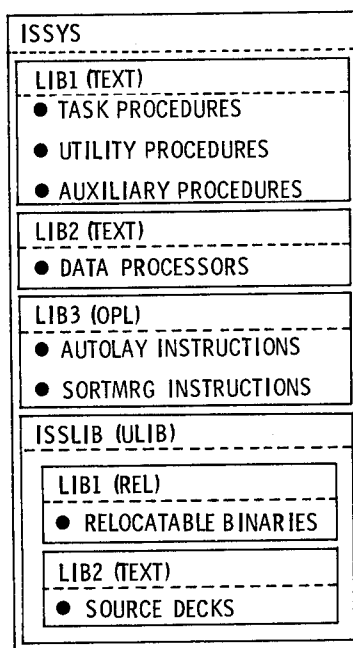 ISSYS
LIB1 (TEXT)
● TASK PROCEDURES
● UTILITY PROCEDURES
● AUXILIARY PROCEDURES
LIB2 (TEXT)
● DATA PROCESSORS
LIB3 (OPL)
● AUTOLAY INSTRUCTIONS
● SORTMRG INSTRUCTIONS
ISSLIB (ULIB)
LIB1 (REL)
● RELOCATABLE BINARIES
LIB2 (TEXT)
● SOURCE DECKS